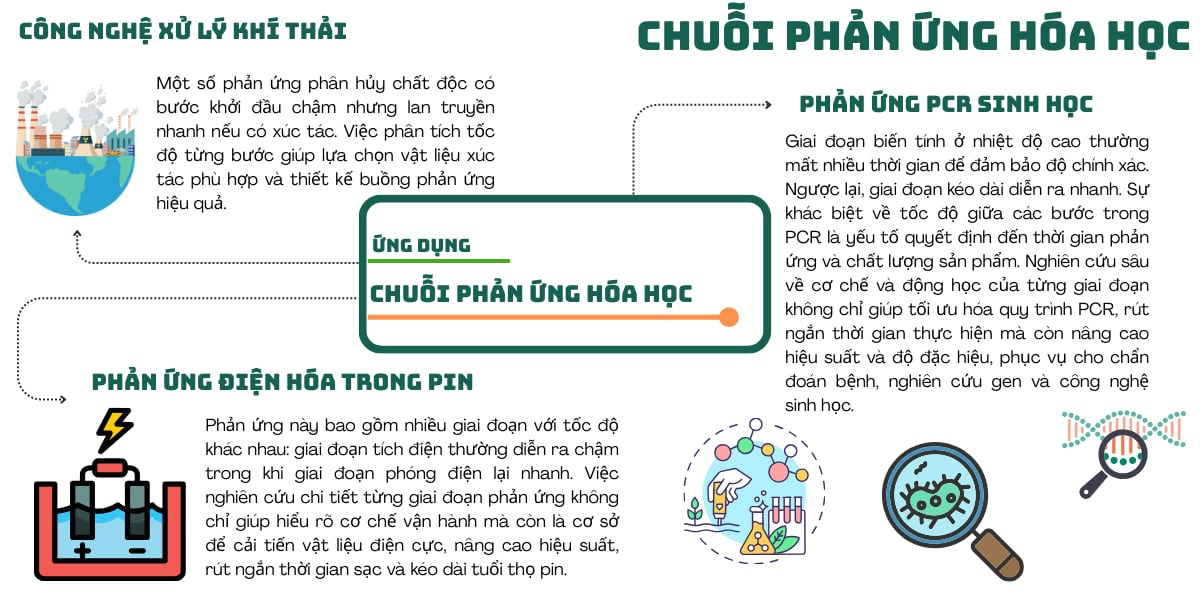 CÔNG NGHỆ XỬ LÝ KHÍ THẢI
Một số phản ứng phân hủy chất độc có
bước khởi đầu chậm nhưng lan truyền
nhanh nếu có xúc tác. Việc phân tích tốc
độ từng bước giúp lựa chọn vật liệu xúc
tác phù hợp và thiết kế buồng phản ứng
hiệu quả.
CHUỖI PHẢN ỨNG HÓA HỌC
PHẢN ỨNG PCR SINH HỌC
Giai đoạn biến tính ở nhiệt độ cao thường
mất nhiều thời gian để đảm bảo độ chính xác.
Ngược lại, giai đoạn kéo dài diễn ra nhanh. Sự
khác biệt về tốc độ giữa các bước trong
PCR là yếu tố quyết định đến thời gian phản
ứng và chất lượng sản phẩm. Nghiên cứu sâu
về cơ chế và động học của từng giai đoạn
không chỉ giúp tối ưu hóa quy trình PCR, rút
ngắn thời gian thực hiện mà còn nâng cao
hiệu suất và độ đặc hiệu, phục vụ cho chẩn
đoán bệnh, nghiên cứu gen và công nghệ
sinh học.
ỨNG DỤNG
CHUỖI PHẢN ỨNG HÓA HỌC
PHẢN ỨNG ĐIỆN HÓA TRONG PIN
Phản ứng này bao gồm nhiều giai đoạn với tốc độ
khác nhau: giai đoạn tích điện thường diễn ra chậm
trong khi giai đoạn phóng điện lại nhanh. Việc
nghiên cứu chi tiết từng giai đoạn phản ứng không
chỉ giúp hiểu rõ cơ chế vận hành mà còn là cơ sở
để cải tiến vật liệu điện cực, nâng cao hiệu suất,
rút ngắn thời gian sạc và kéo dài tuổi thọ pin.